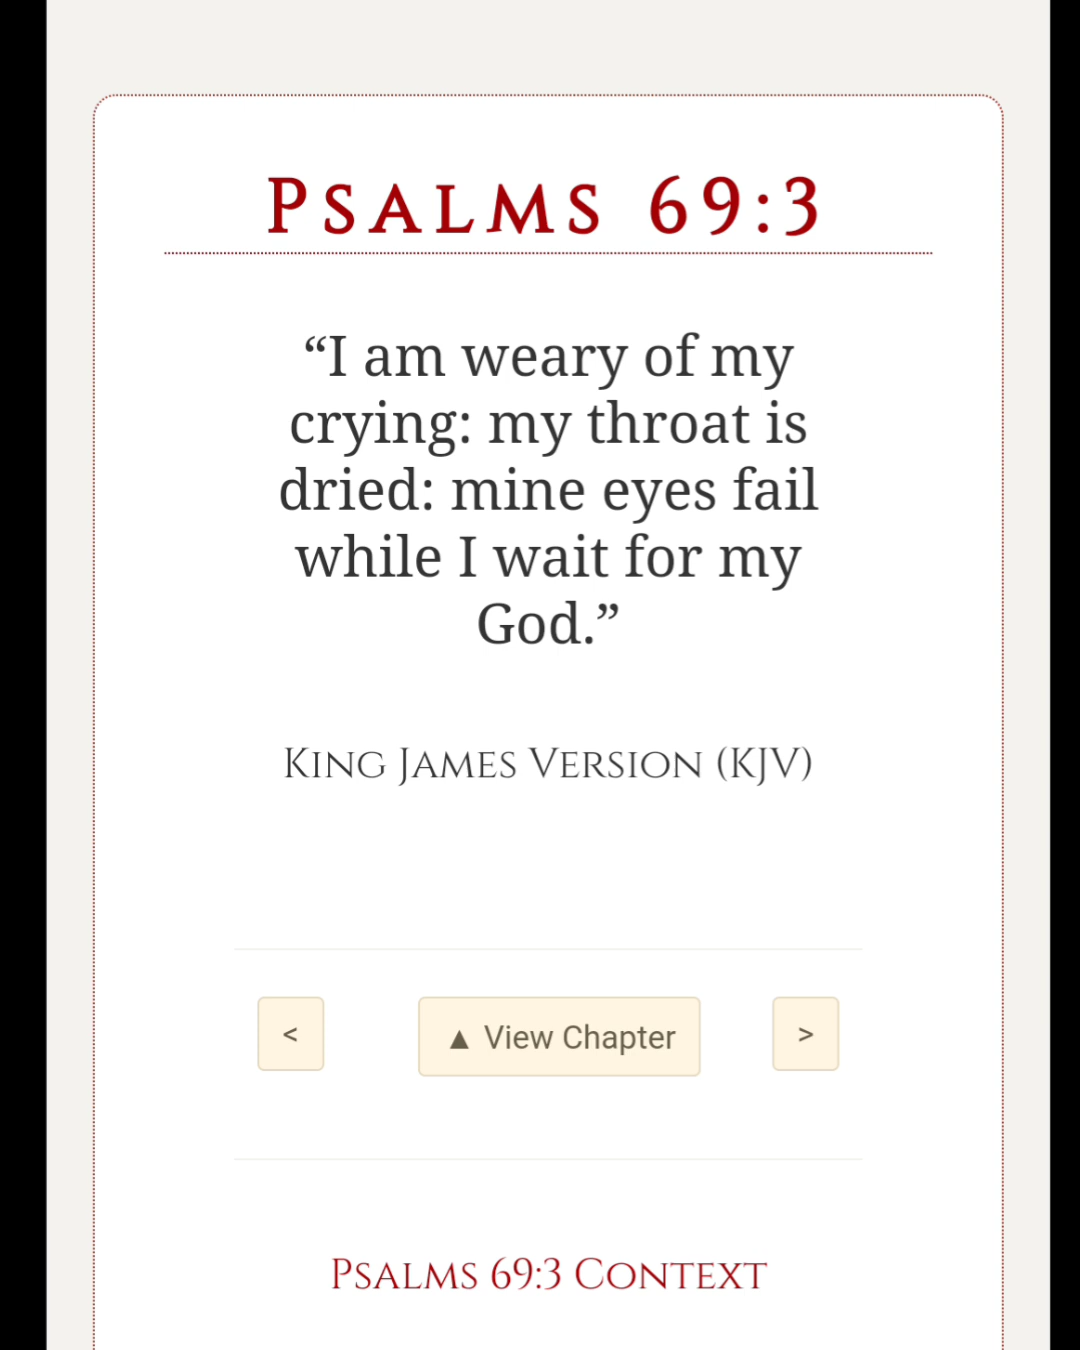 Psalms 69:3
“I am weary of my
crying: my throat is
dried: mine eyes fail
while I wait for my
God.”
King James Version (KJV)
<
▲ View Chapter
>
Psalms 69:3 Context